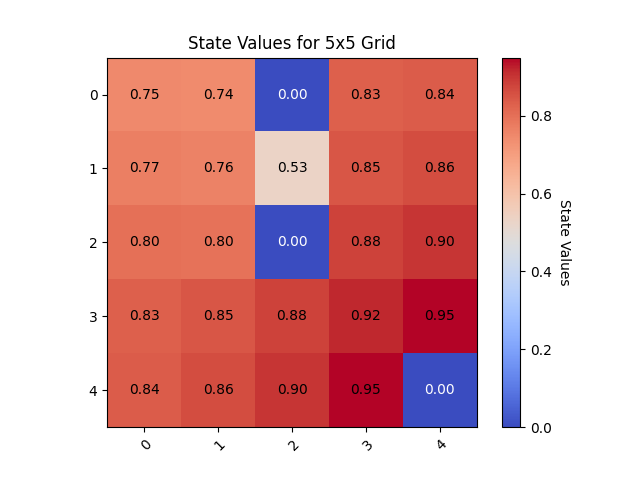 State Values for 5x5 Grid
0 0.75 0.74 0.00 0.83 0.84
1 0.77 0.76 0.53 0.85 0.86
2 0.80 0.80 0.00 0.88 0.90
3 0.83 0.85 0.88 0.92 0.95
4 0.84 0.86 0.90 0.95 0.00
0 1 2 3 4
0.8
0.6
0.4
0.2
0.0
State Values